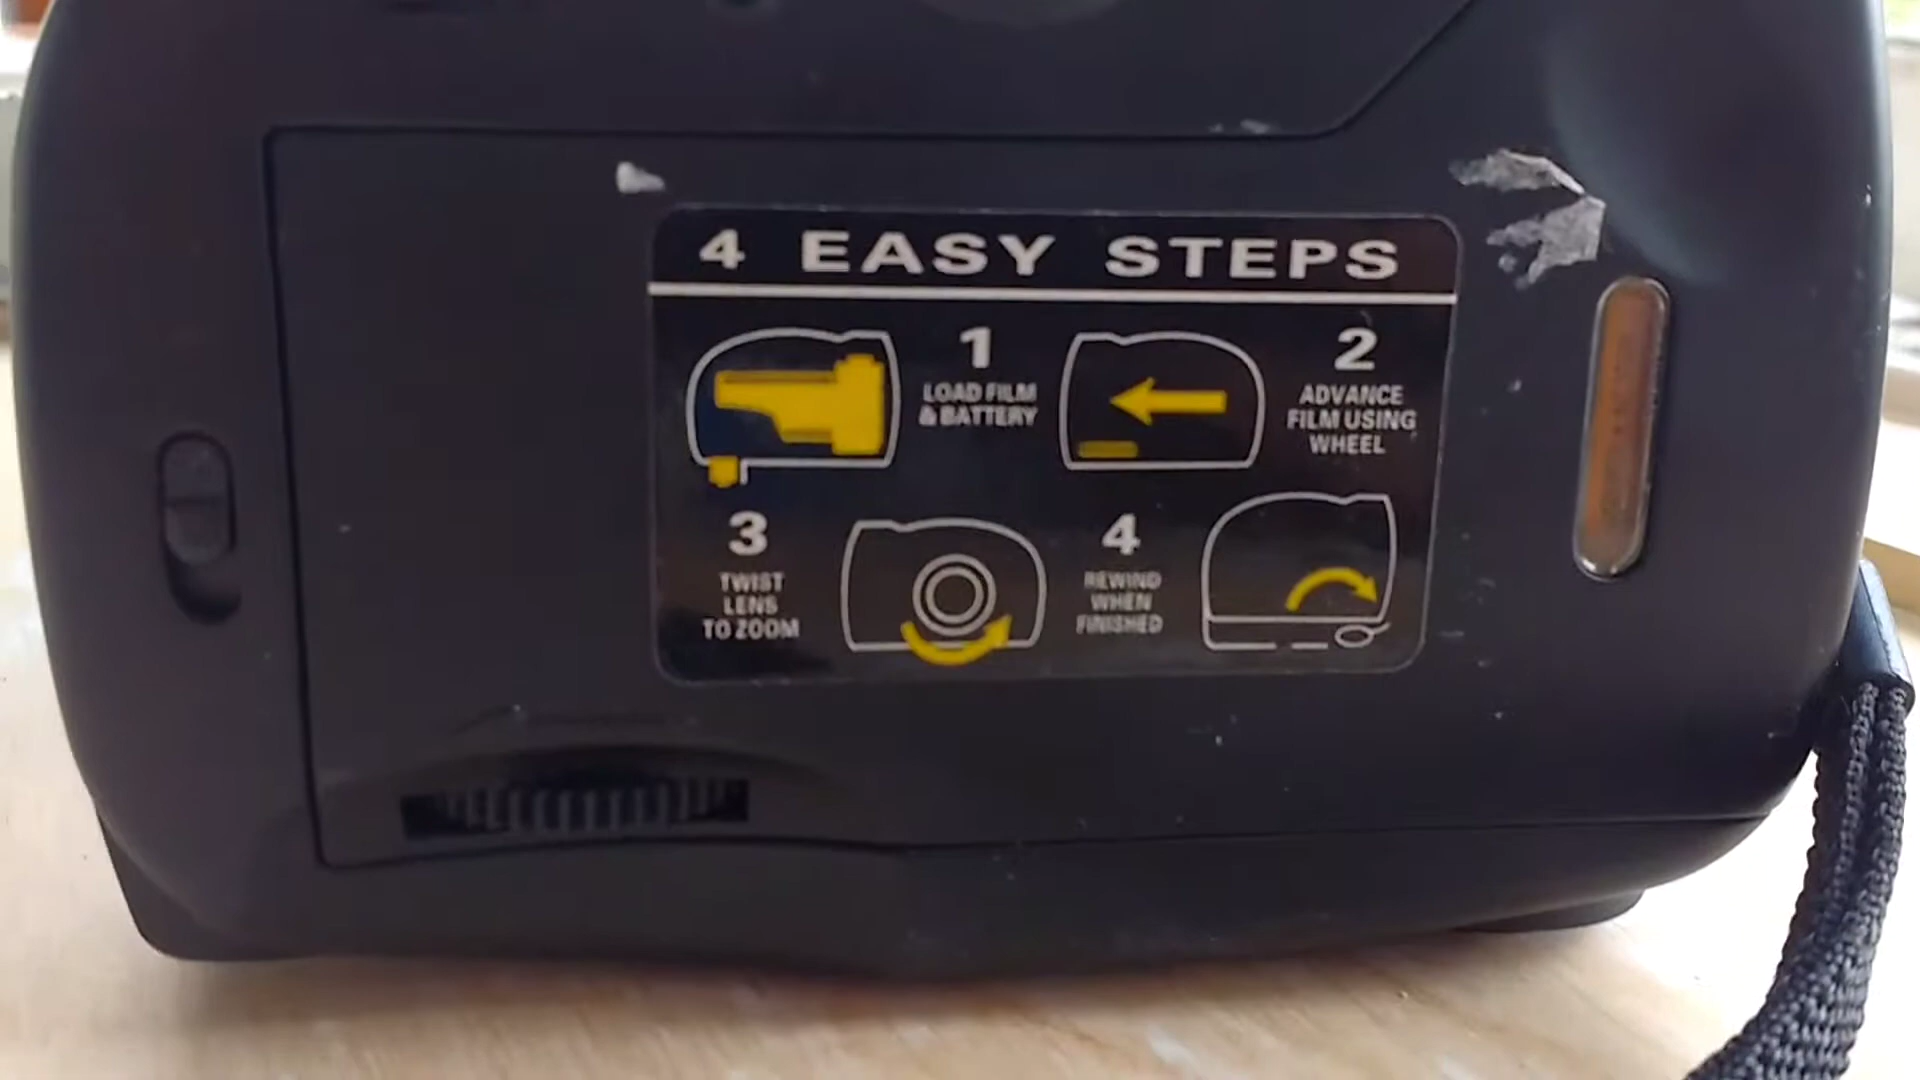 4 EASY STEPS
1
LOAD FILM
& BATTERY
2
ADVANCE
FILM USING
WHEEL
3
TWIST
LENS
TO ZOOM
4
REWIND
WHEN
FINISHED